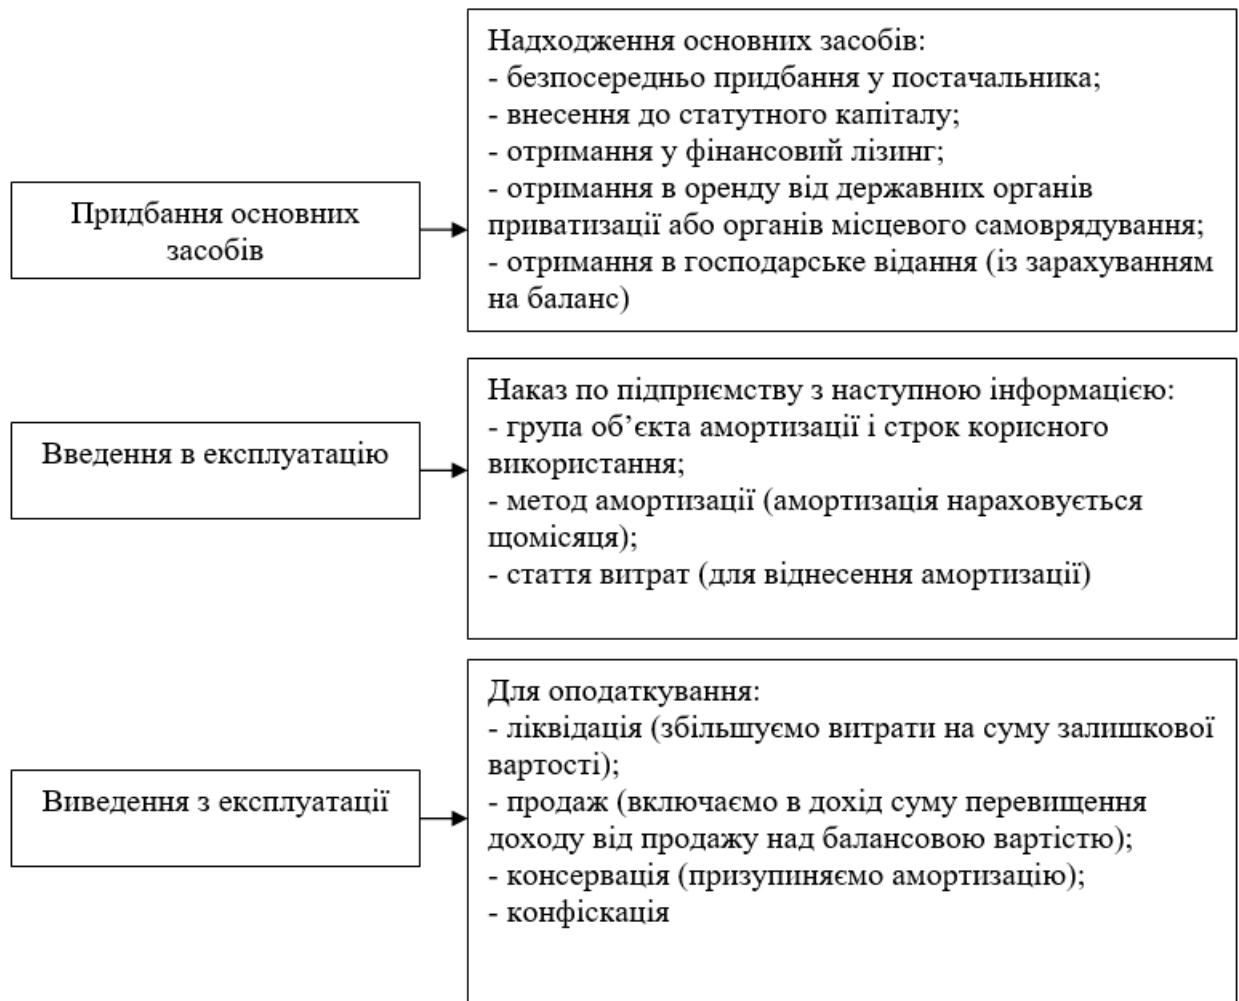 Придбання основних
засобів
Надходження основних засобів:
- безпосередньо придбання у постачальника;
- внесення до статутного капіталу;
- отримання у фінансовий лізинг;
- отримання в оренду від державних органів
приватизації або органів місцевого самоврядування;
- отримання в господарське відання (із зарахуванням
на баланс)
Введення в експлуатацію
Наказ по підприємству з наступною інформацією:
- група об’єкта амортизації і строк корисного
використання;
- метод амортизації (амортизація нараховується
щомісяця);
- стаття витрат (для віднесення амортизації)
Виведення з експлуатації
Для оподаткування:
- ліквідація (збільшуємо витрати на суму залишкової
вартості);
- продаж (включаємо в дохід суму перевищення
доходу від продажу над балансовою вартістю);
- консервація (призупиняємо амортизацію);
- конфіскація